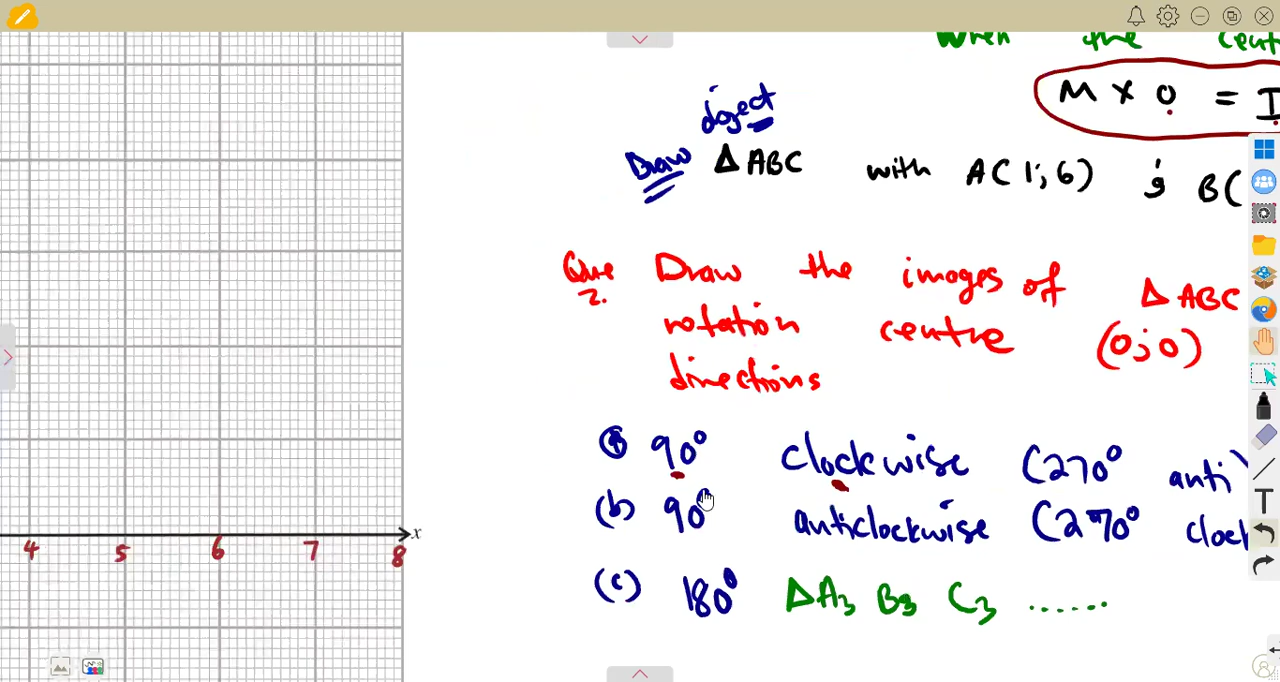 When the cent
M X O = I
object
Draw ΔABC with A(1;6) ; B(
Que 2. Draw the images of ΔABC
rotation centre (0;0)
directions
(a) 90° clockwise (270° anti
(b) 90° anticlockwise (270° clock
(c) 180° ΔA3 B3 C3 ......
4 5 6 7 8 x